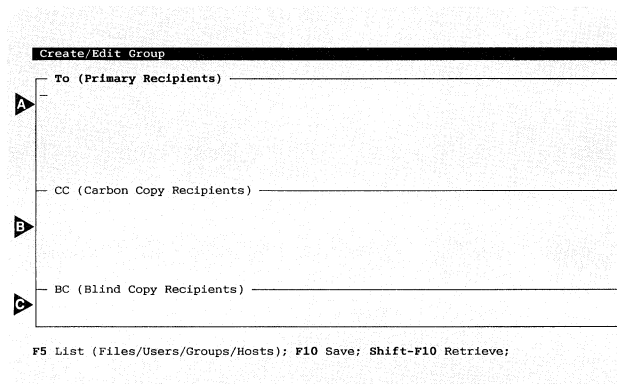 Create/Edit Group
To (Primary Recipients)
A
CC (Carbon Copy Recipients)
B
BC (Blind Copy Recipients)
C
F5 List (Files/Users/Groups/Hosts); F10 Save; Shift-F10 Retrieve;